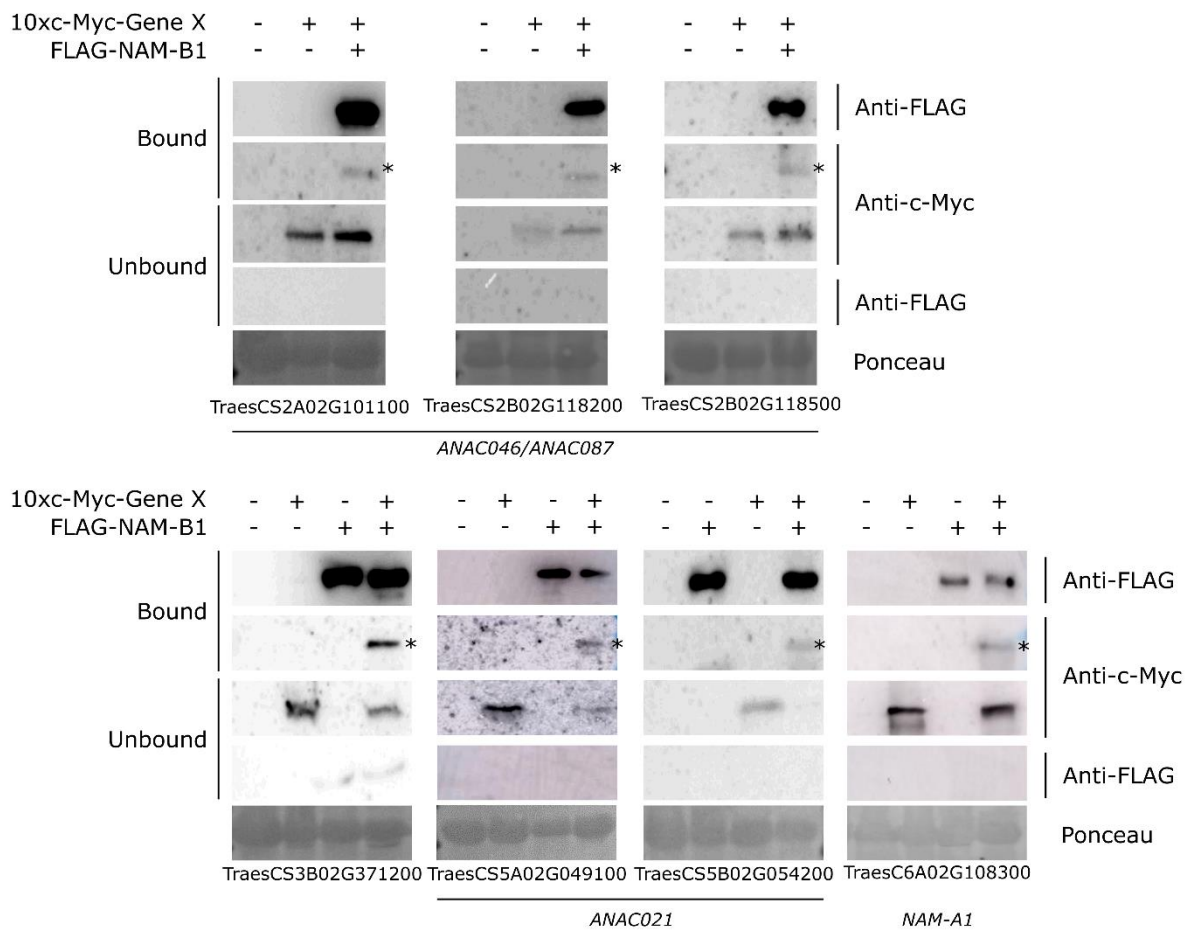 10xc-Myc-Gene X - + + - + + - + +
FLAG-NAM-B1 - - + - - + - - +
Bound
Anti-FLAG
*
*
*
Anti-c-Myc
Unbound
Anti-FLAG
Ponceau
TraesCS2A02G101100 TraesCS2B02G118200 TraesCS2B02G118500
ANAC046/ANAC087
10xc-Myc-Gene X - + - + - + - + - - + + - + - +
FLAG-NAM-B1 - - + + - - + + - + - + - - + +
Bound
Anti-FLAG
*
*
*
*
Anti-c-Myc
Unbound
Anti-FLAG
Ponceau
TraesCS3B02G371200 TraesCS5A02G049100 TraesCS5B02G054200 TraesC6A02G108300
ANAC021 NAM-A1